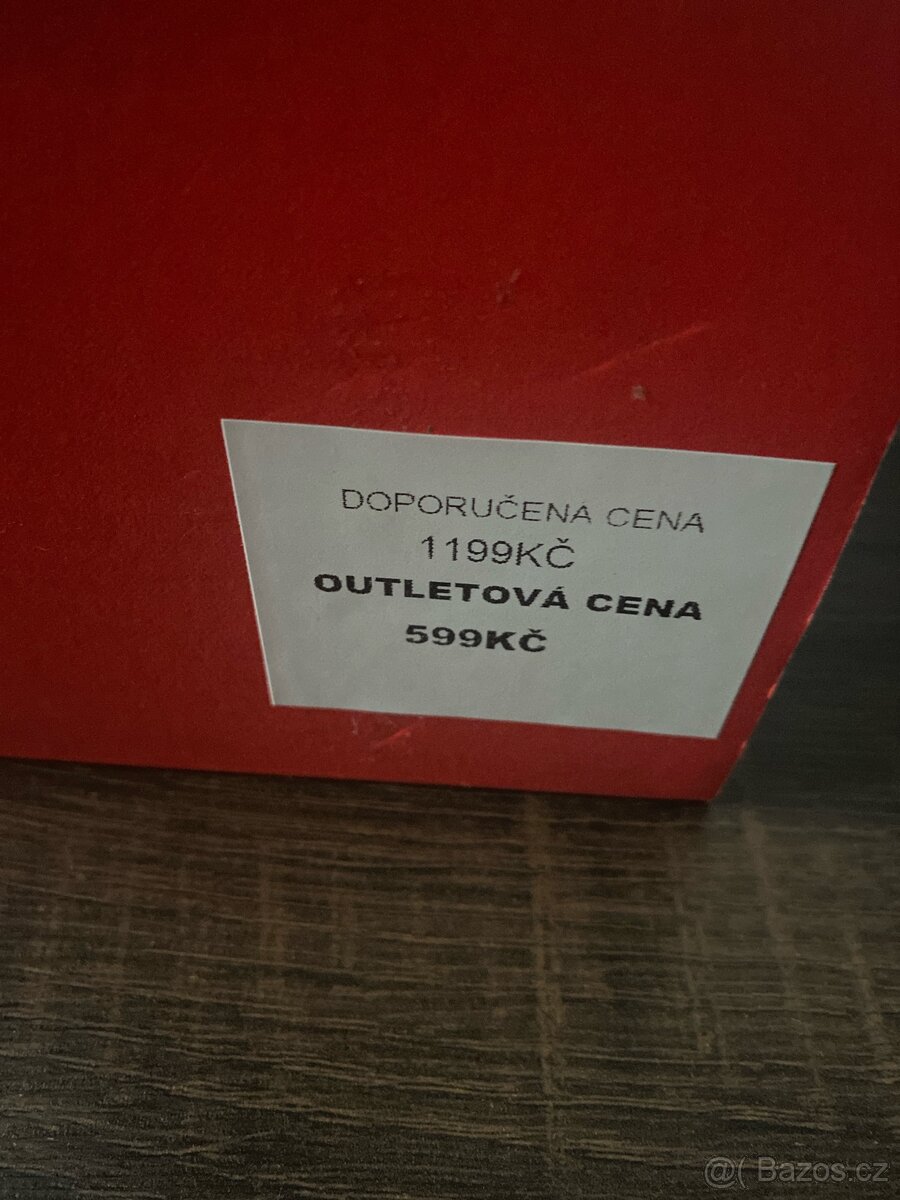 DOPORUČENÁ CENA
1199KČ
OUTLETOVÁ CENA
599KČ
@( Bazos.cz